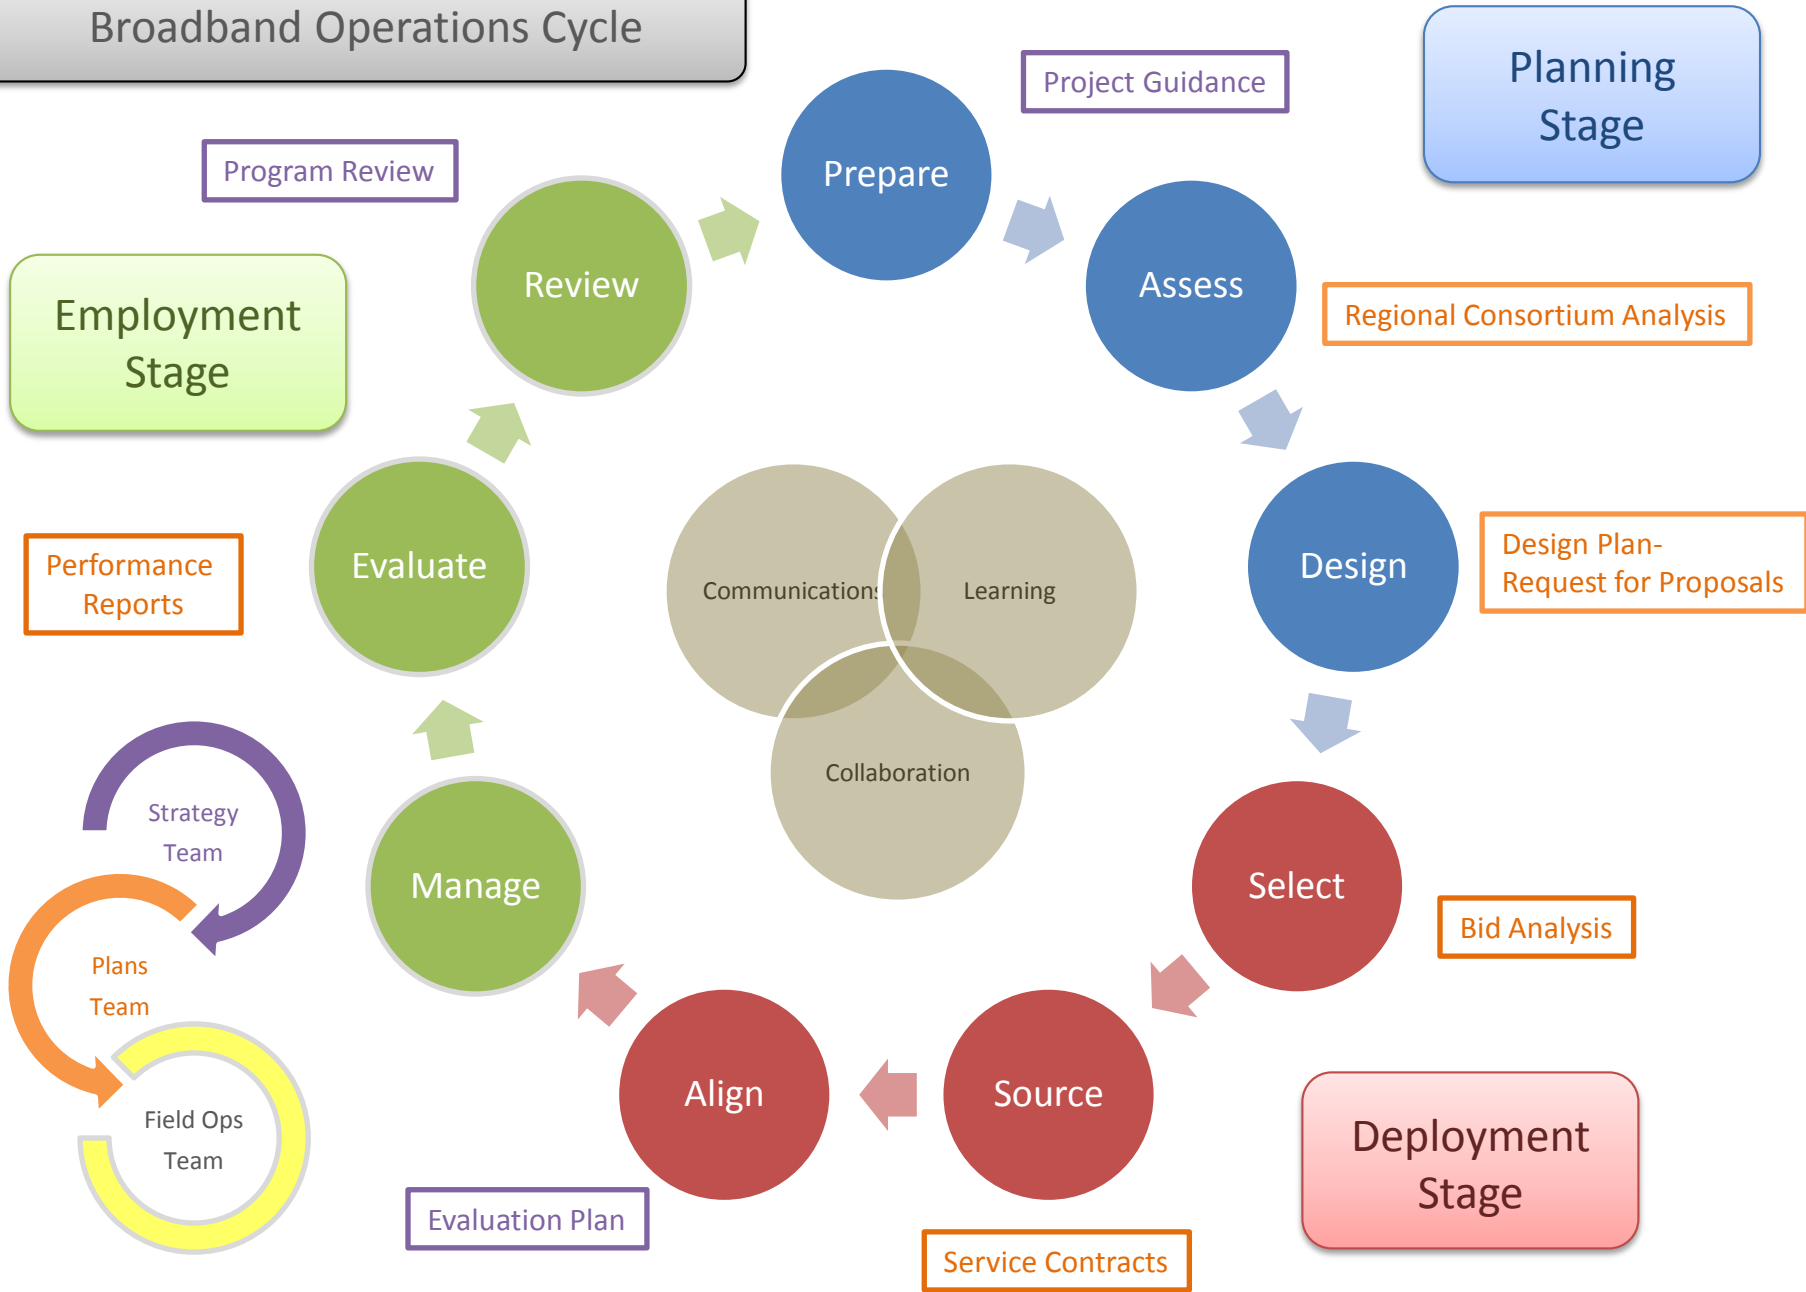 Broadband Operations Cycle
Planning
Stage
Project Guidance
Prepare
Program Review
Review
Assess
Employment
Stage
Regional Consortium Analysis
Evaluate
Design
Design Plan-
Request for Proposals
Performance
Reports
Communications
Learning
Collaboration
Strategy
Team
Manage
Select
Bid Analysis
Plans
Team
Align
Source
Field Ops
Team
Deployment
Stage
Evaluation Plan
Service Contracts